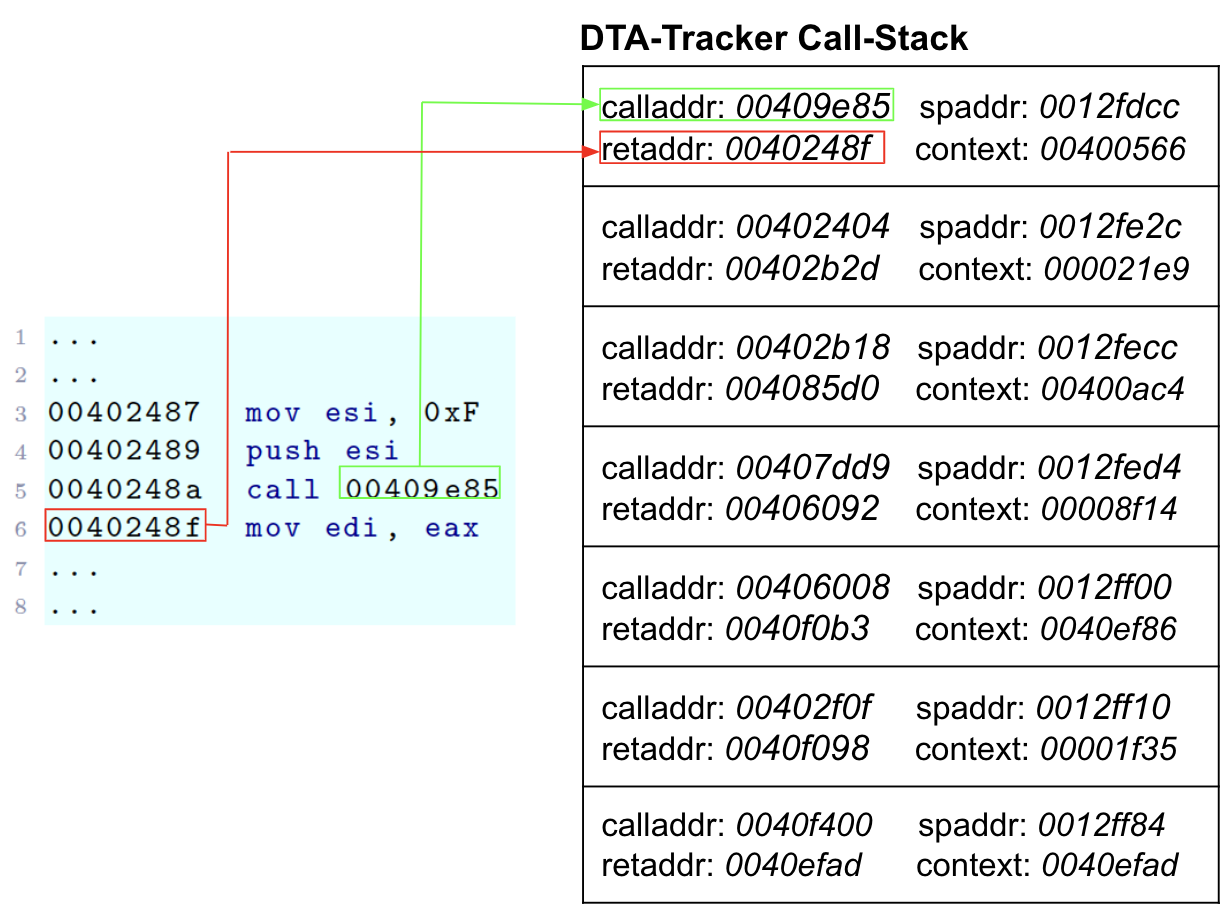 DTA-Tracker Call-Stack
calladdr: 00409e85 spaddr: 0012fdcc
retaddr: 0040248f context: 00400566
calladdr: 00402404 spaddr: 0012fe2c
retaddr: 00402b2d context: 000021e9
calladdr: 00402b18 spaddr: 0012fecc
retaddr: 004085d0 context: 00400ac4
calladdr: 00407dd9 spaddr: 0012fed4
retaddr: 00406092 context: 00008f14
calladdr: 00406008 spaddr: 0012ff00
retaddr: 0040f0b3 context: 0040ef86
calladdr: 00402f0f spaddr: 0012ff10
retaddr: 0040f098 context: 00001f35
calladdr: 0040f400 spaddr: 0012ff84
retaddr: 0040efad context: 0040efad
1 ...
2 ...
3 00402487 mov esi, 0xF
4 00402489 push esi
5 0040248a call 00409e85
6 0040248f mov edi, eax
7 ...
8 ...